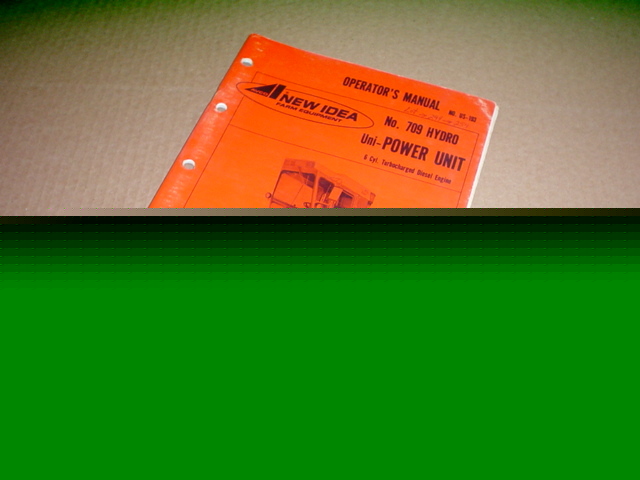 OPERATOR'S MANUAL NO. US-103
NEW IDEA
FARM EQUIPMENT
No. 709 HYDRO
Uni-POWER UNIT
6 Cyl. Turbocharged Diesel Engine